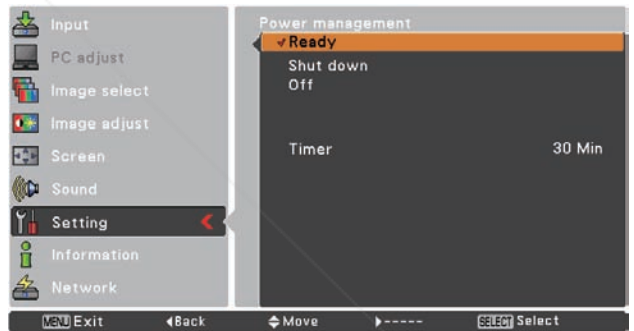 Input
PC adjust
Image select
Image adjust
Screen
Sound
Setting
Information
Network
Power management
✔Ready
Shut down
Off
Timer 30 Min
MENU Exit ◀Back ◆Move ▶----- SELECT Select